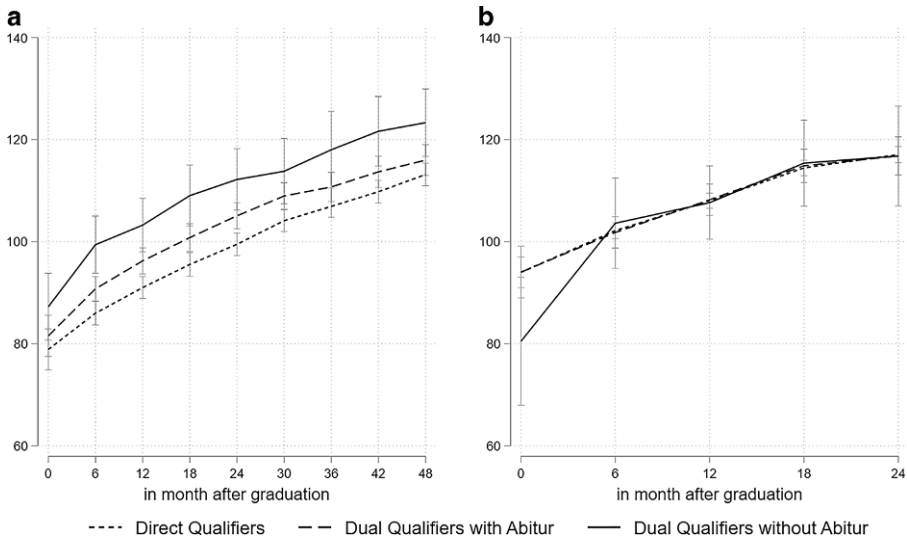 a
140
120
100
80
60
0 6 12 18 24 30 36 42 48
in month after graduation
b
140
120
100
80
60
0 6 12 18 24
in month after graduation
Direct Qualifiers Dual Qualifiers with Abitur Dual Qualifiers without Abitur